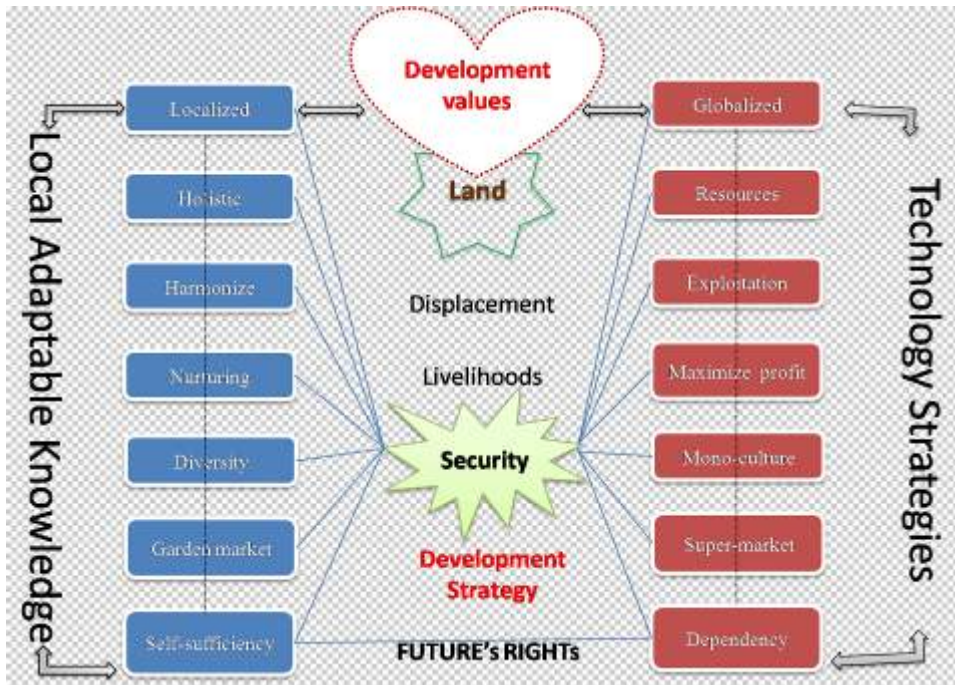 Development
values
Localized
Globalized
Land
Holistic
Resources
Harmonize
Exploitation
Displacement
Nurturing
Livelihoods
Maximize profit
Diversity
Security
Mono-culture
Garden market
Super-market
Development
Strategy
Self-sufficiency
FUTURE's RIGHTs
Dependency
Local Adaptable Knowledge
Technology Strategies